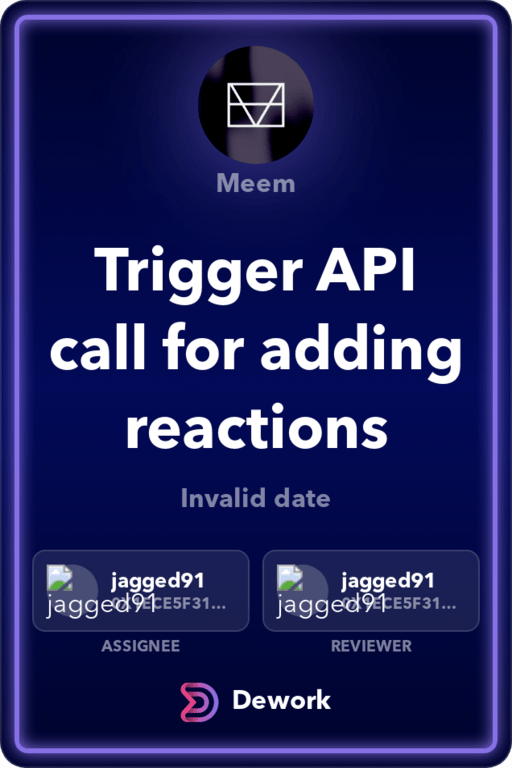 Meem
Trigger API
call for adding
reactions
Invalid date
jagged91
jagged91
jagged91
jagged91
ASSIGNEE
REVIEWER
Dework